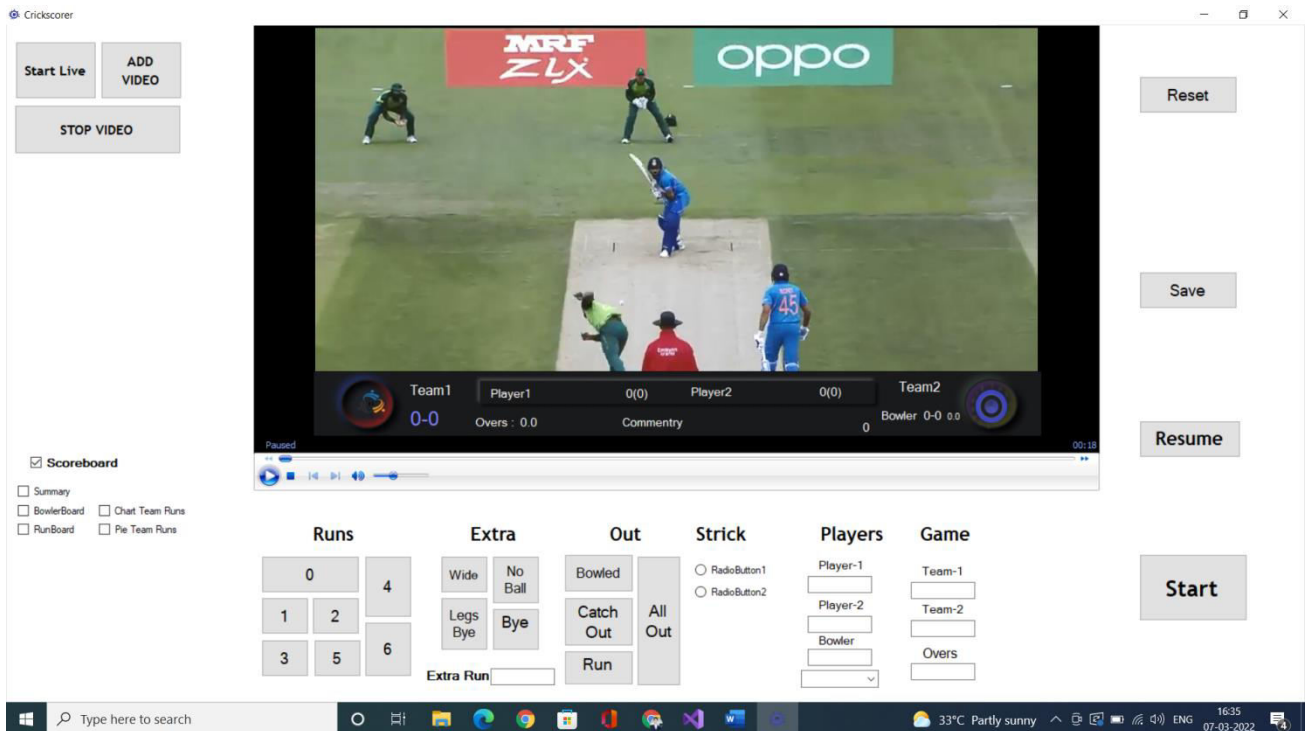 Crickscorer
Start Live
ADD VIDEO
STOP VIDEO
MRF
ZLX
oppo
45
Team1
0-0
Player1 0(0) Player2 0(0)
Overs : 0.0 Commentry 0
Team2
Bowler 0-0 0.0
Paused 00:18
Reset
Save
Resume
Start
Scoreboard
Summary
BowlerBoard Chart Team Runs
RunBoard Pie Team Runs
Runs
0
4
1 2
3 5
6
Extra
Wide No Ball
Legs Bye Bye
Extra Run
Out
Bowled
Catch Out
Run
All Out
Strick
RadioButton1
RadioButton2
Players
Player-1
Player-2
Bowler
Game
Team-1
Team-2
Overs
Type here to search
33°C Partly sunny ENG
16:35
07-03-2022
4